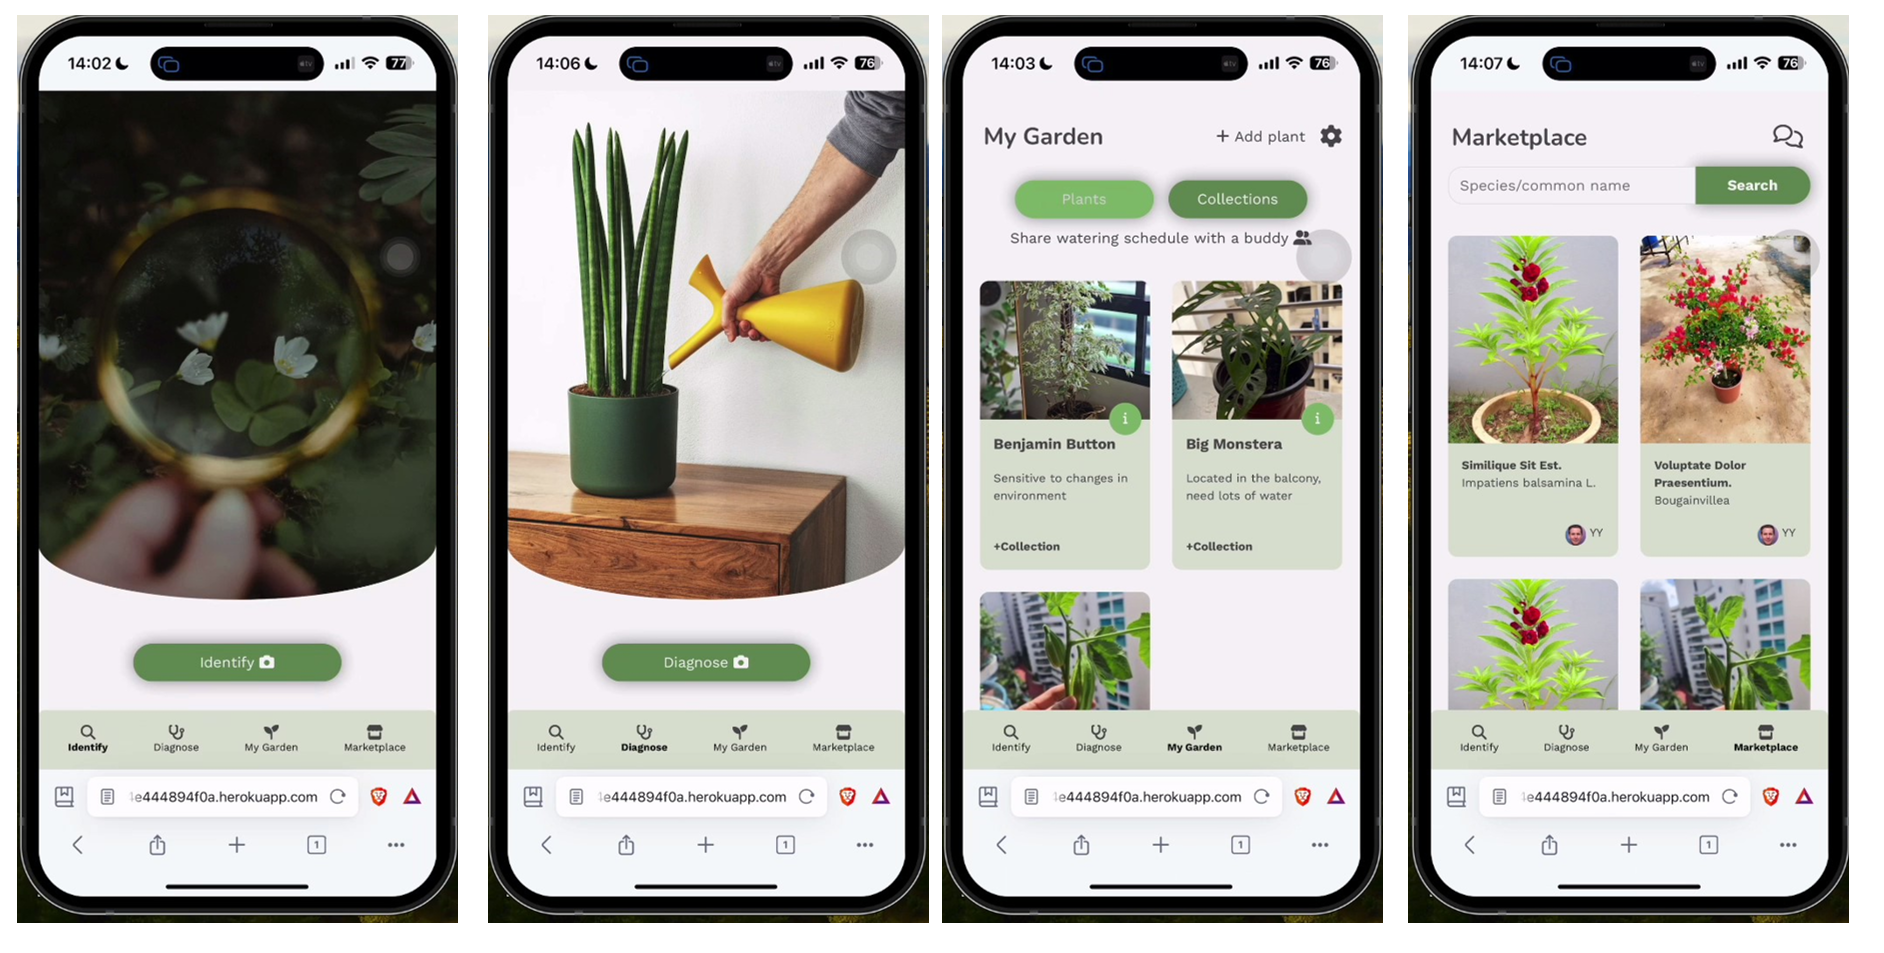 14:02
77
Identify
Identify
Diagnose
My Garden
Marketplace
e444894f0a.herokuapp.com
1
14:06
76
Diagnose
Identify
Diagnose
My Garden
Marketplace
e444894f0a.herokuapp.com
1
14:03
76
My Garden
+ Add plant
Plants
Collections
Share watering schedule with a buddy
i
i
Benjamin Button
Sensitive to changes in
environment
+Collection
Big Monstera
Located in the balcony,
need lots of water
+Collection
Identify
Diagnose
My Garden
Marketplace
e444894f0a.herokuapp.com
1
14:07
76
Marketplace
Species/common name
Search
Similique Sit Est.
Impatiens balsamina L.
YY
Voluptate Dolor
Praesentium.
Bougainvillea
YY
Identify
Diagnose
My Garden
Marketplace
e444894f0a.herokuapp.com
1